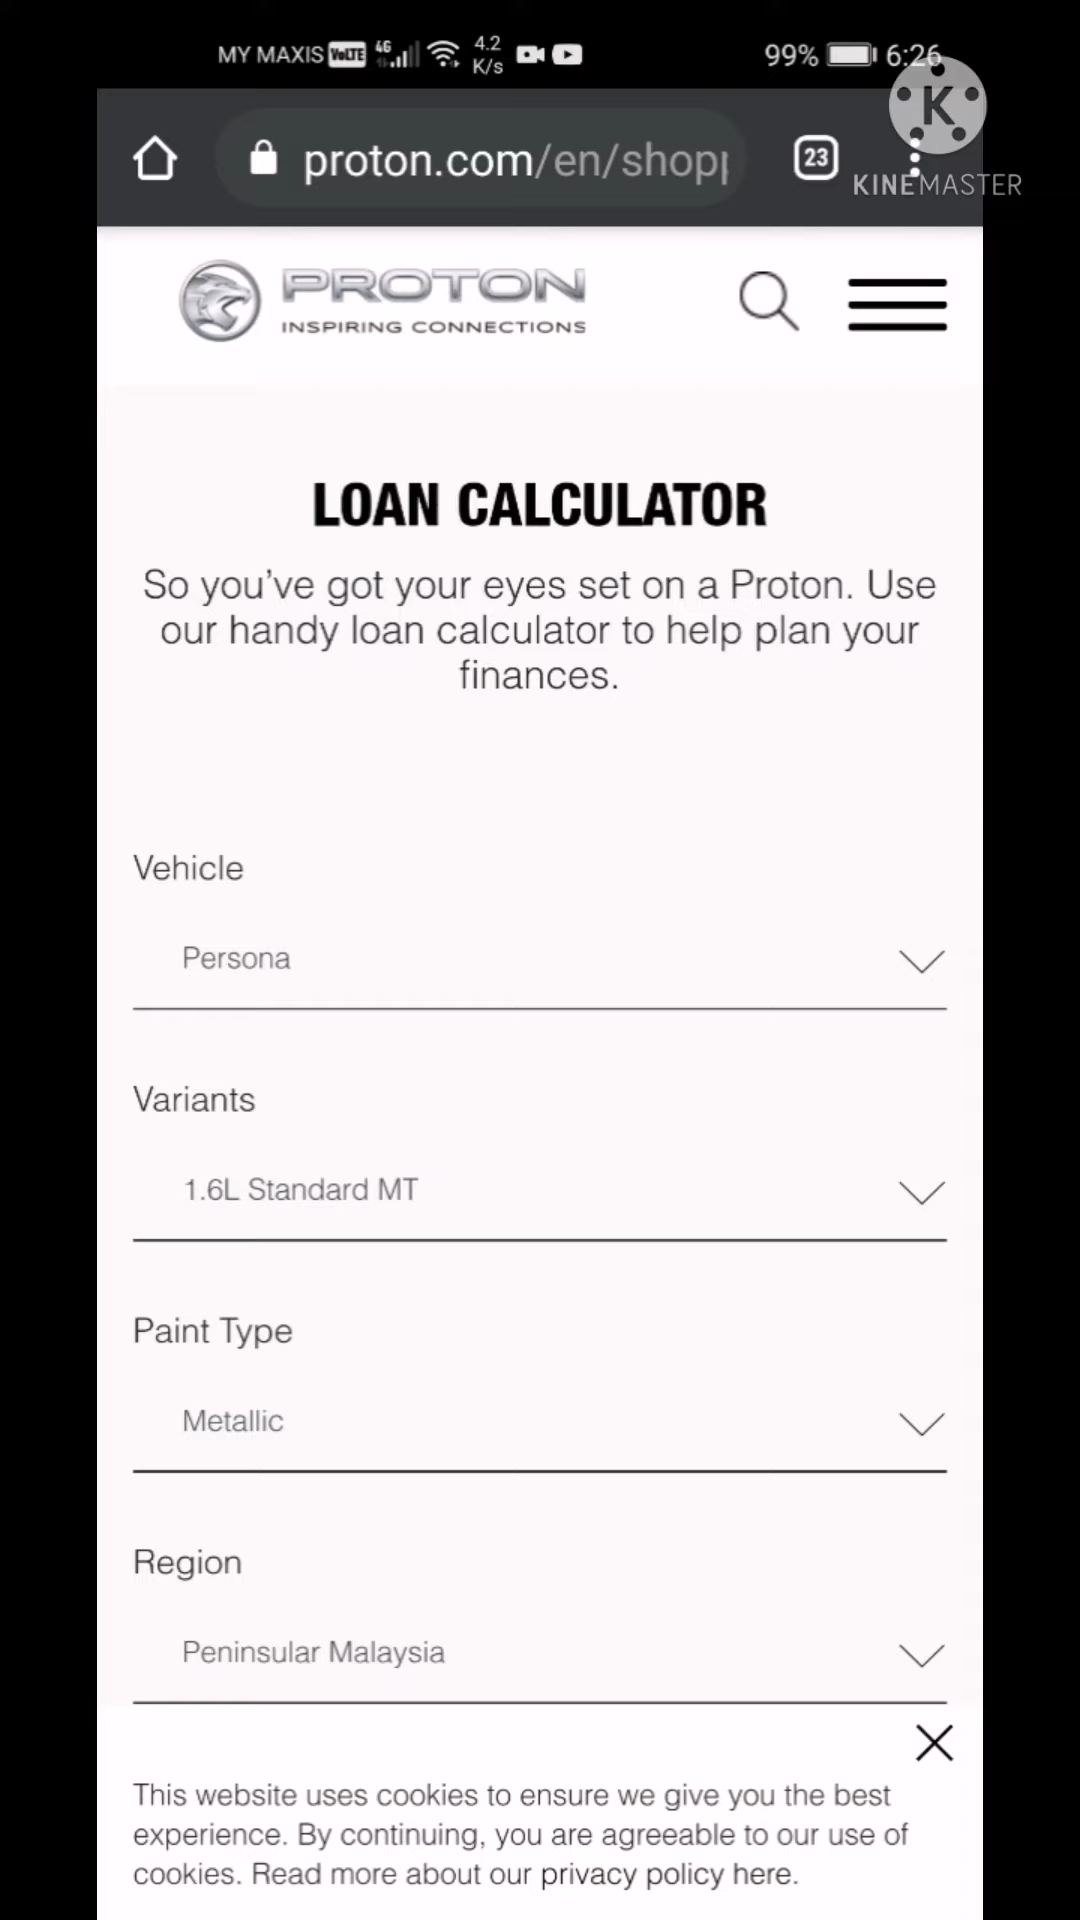 MY MAXIS VoLTE 4G 4.2 K/s 99% 6:26
K
KINEMASTER
proton.com/en/shopp
23
PROTON
INSPIRING CONNECTIONS
LOAN CALCULATOR
So you’ve got your eyes set on a Proton. Use
our handy loan calculator to help plan your
finances.
Vehicle
Persona
Variants
1.6L Standard MT
Paint Type
Metallic
Region
Peninsular Malaysia
This website uses cookies to ensure we give you the best
experience. By continuing, you are agreeable to our use of
cookies. Read more about our privacy policy here.